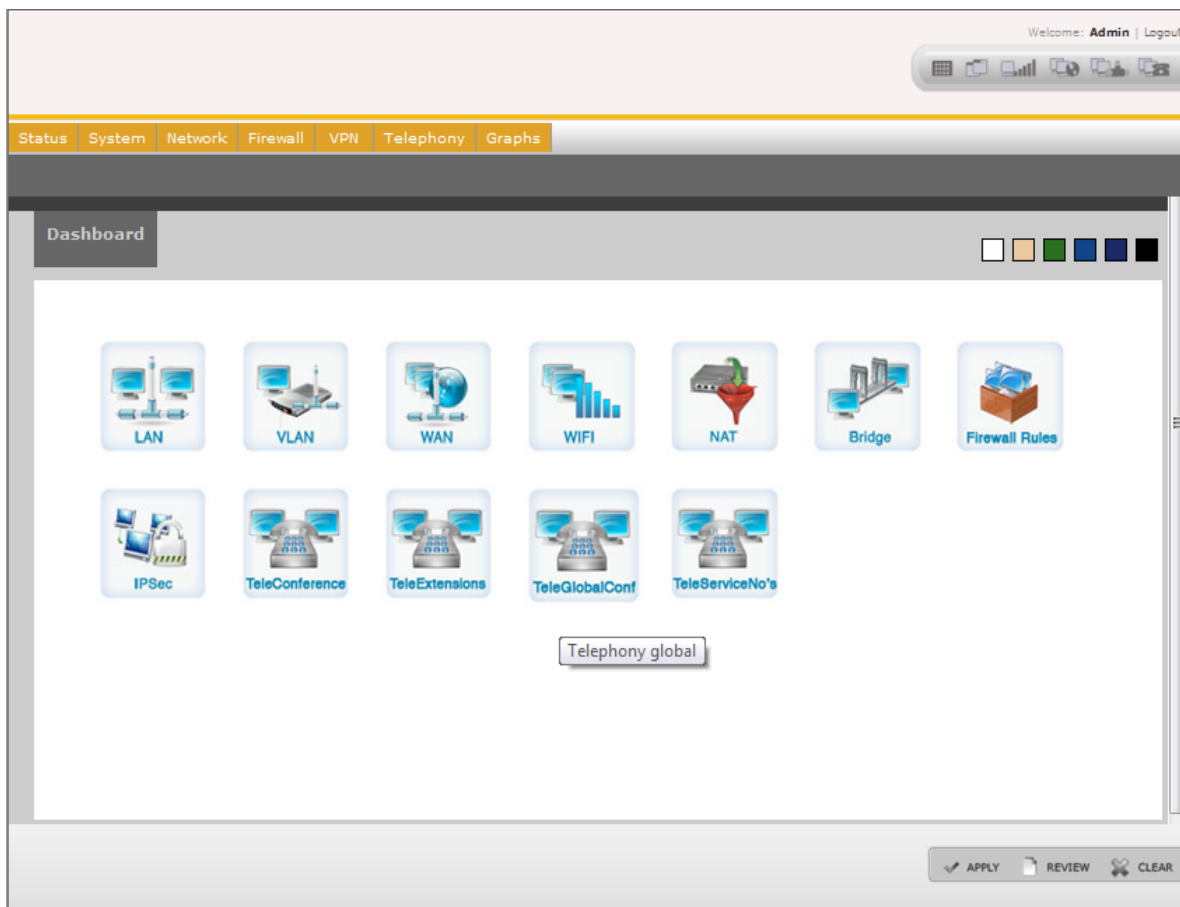 Welcome: Admin | Logout
Status System Network Firewall VPN Telephony Graphs
Dashboard
LAN VLAN WAN WIFI NAT Bridge Firewall Rules
IPSec TeleConference TeleExtensions TeleGlobalConf TeleServiceNo's
Telephony global
APPLY REVIEW CLEAR